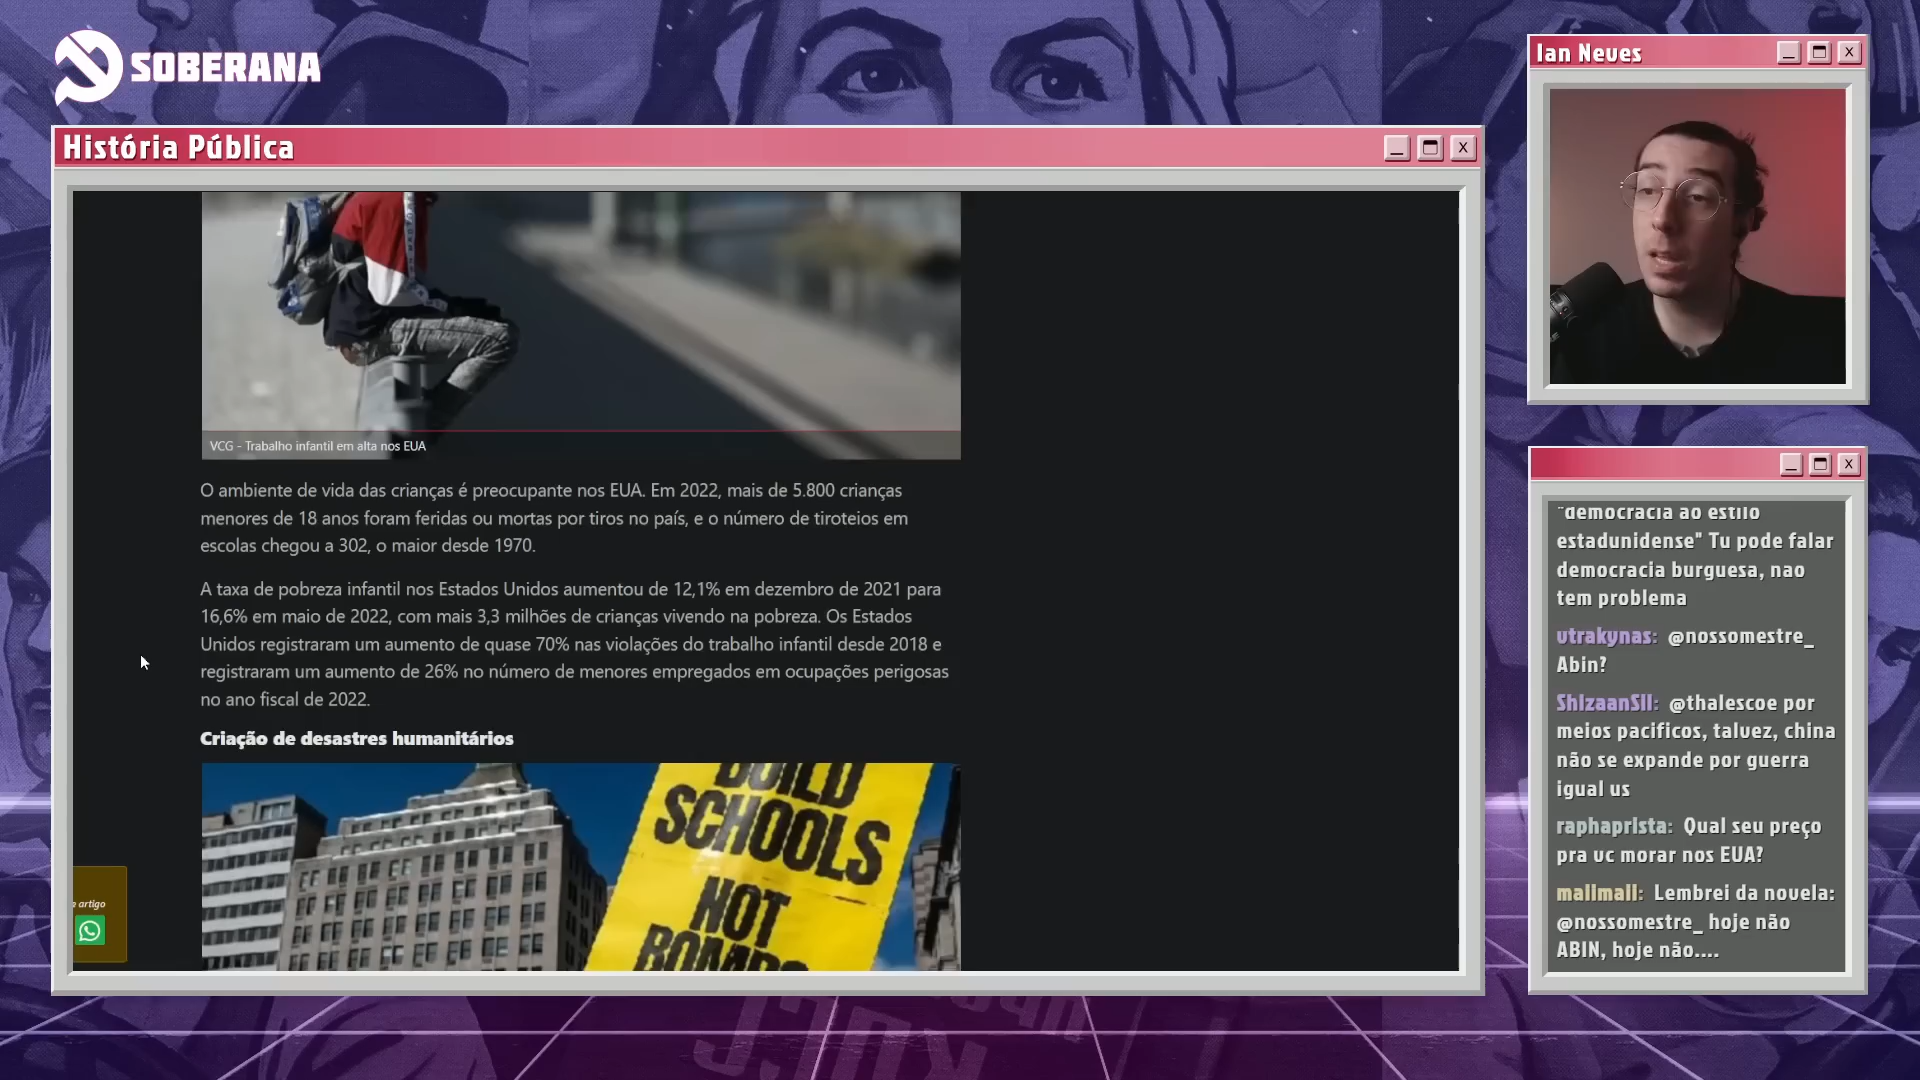 SOBERANA
História Pública
VCG - Trabalho infantil em alta nos EUA
O ambiente de vida das crianças é preocupante nos EUA. Em 2022, mais de 5.800 crianças
menores de 18 anos foram feridas ou mortas por tiros no país, e o número de tiroteios em
escolas chegou a 302, o maior desde 1970.
A taxa de pobreza infantil nos Estados Unidos aumentou de 12,1% em dezembro de 2021 para
16,6% em maio de 2022, com mais 3,3 milhões de crianças vivendo na pobreza. Os Estados
Unidos registraram um aumento de quase 70% nas violações do trabalho infantil desde 2018 e
registraram um aumento de 26% no número de menores empregados em ocupações perigosas
no ano fiscal de 2022.
Criação de desastres humanitários
BUILD
SCHOOLS
NOT
BOMBS
e artigo
Ian Neves
"democracia ao estilo
estadunidense" Tu pode falar
democracia burguesa, nao
tem problema
vtrakynas: @nossomestre_
Abin?
ShizaanSil: @thalescoe por
meios pacificos, talvez, china
não se expande por guerra
igual us
raphaprista: Qual seu preço
pra vc morar nos EUA?
malimali: Lembrei da novela:
@nossomestre_ hoje não
ABIN, hoje não....